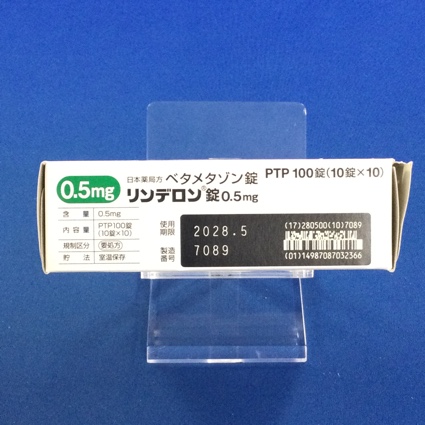 0.5mg
日本薬局方 ベタメタゾン錠 PTP 100錠(10錠×10)
リンデロン®錠0.5mg
含量 0.5mg
内容量 PTP100錠
(10錠×10)
規制区分 要処方
貯法 室温保存
使用
期限 2028.5
製造
番号 7089
(17)280500(10)7089
(01)14987087032366